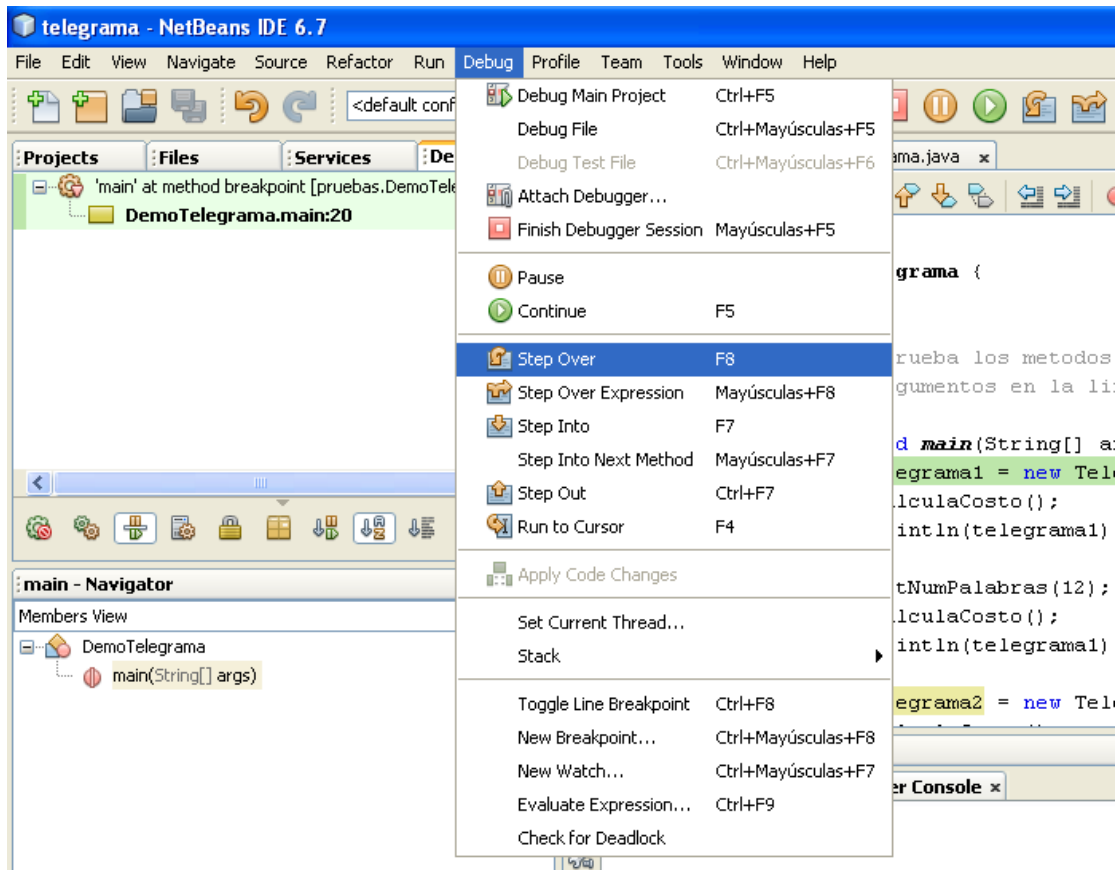 telegrama - NetBeans IDE 6.7
File Edit View Navigate Source Refactor Run Debug Profile Team Tools Window Help
<default conf
Projects Files Services De
'main' at method breakpoint [pruebas.DemoTele
DemoTelegrama.main:20
main - Navigator
Members View
DemoTelegrama
main(String[] args)
Debug Main Project Ctrl+F5
Debug File Ctrl+Mayúsculas+F5
Debug Test File Ctrl+Mayúsculas+F6
Attach Debugger...
Finish Debugger Session Mayúsculas+F5
Pause
Continue F5
Step Over F8
Step Over Expression Mayúsculas+F8
Step Into F7
Step Into Next Method Mayúsculas+F7
Step Out Ctrl+F7
Run to Cursor F4
Apply Code Changes
Set Current Thread...
Stack
Toggle Line Breakpoint Ctrl+F8
New Breakpoint... Ctrl+Mayúsculas+F8
New Watch... Ctrl+Mayúsculas+F7
Evaluate Expression... Ctrl+F9
Check for Deadlock
ama.java x
grama {
rueba los metodos
gumentos en la li
d main(String[] a
egrama1 = new Tel
lculaCosto();
intln(telegrama1)
tNumPalabras(12);
lculaCosto();
intln(telegrama1)
egrama2 = new Tel
er Console x